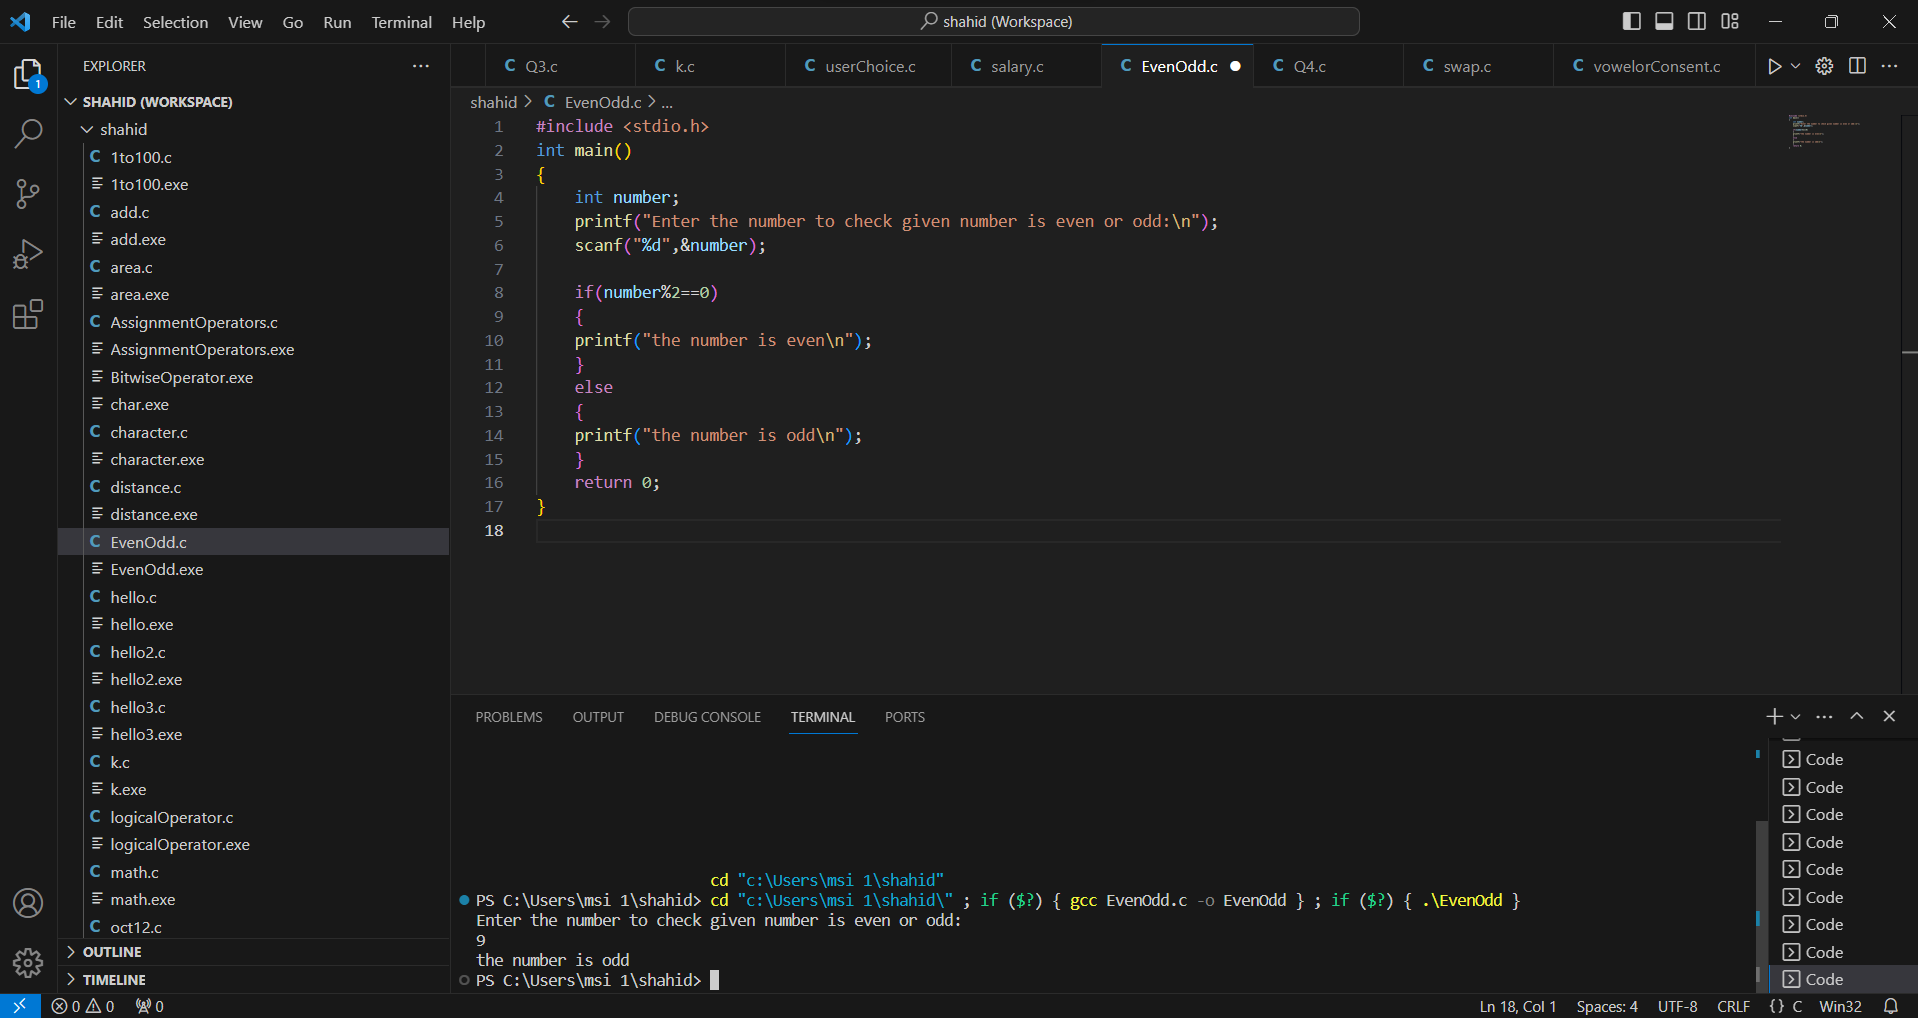 File Edit Selection View Go Run Terminal Help
shahid (Workspace)
EXPLORER
1
SHAHID (WORKSPACE)
shahid
C 1to100.c
1to100.exe
C add.c
add.exe
C area.c
area.exe
C AssignmentOperators.c
AssignmentOperators.exe
BitwiseOperator.exe
char.exe
C character.c
character.exe
C distance.c
distance.exe
C EvenOdd.c
EvenOdd.exe
C hello.c
hello.exe
C hello2.c
hello2.exe
C hello3.c
hello3.exe
C k.c
k.exe
C logicalOperator.c
logicalOperator.exe
C math.c
math.exe
C oct12.c
OUTLINE
TIMELINE
C Q3.c C k.c C userChoice.c C salary.c C EvenOdd.c C Q4.c C swap.c C vowelorConsent.c
shahid > C EvenOdd.c > ...
1 #include <stdio.h>
2 int main()
3 {
4 int number;
5 printf("Enter the number to check given number is even or odd:\n");
6 scanf("%d",&number);
7
8 if(number%2==0)
9 {
10 printf("the number is even\n");
11 }
12 else
13 {
14 printf("the number is odd\n");
15 }
16 return 0;
17 }
18
PROBLEMS OUTPUT DEBUG CONSOLE TERMINAL PORTS
cd "c:\Users\msi 1\shahid"
PS C:\Users\msi 1\shahid> cd "c:\Users\msi 1\shahid\" ; if ($?) { gcc EvenOdd.c -o EvenOdd } ; if ($?) { .\EvenOdd }
Enter the number to check given number is even or odd:
9
the number is odd
PS C:\Users\msi 1\shahid>
Code
Code
Code
Code
Code
Code
Code
Code
Code
0 0 0
Ln 18, Col 1 Spaces: 4 UTF-8 CRLF {} C Win32